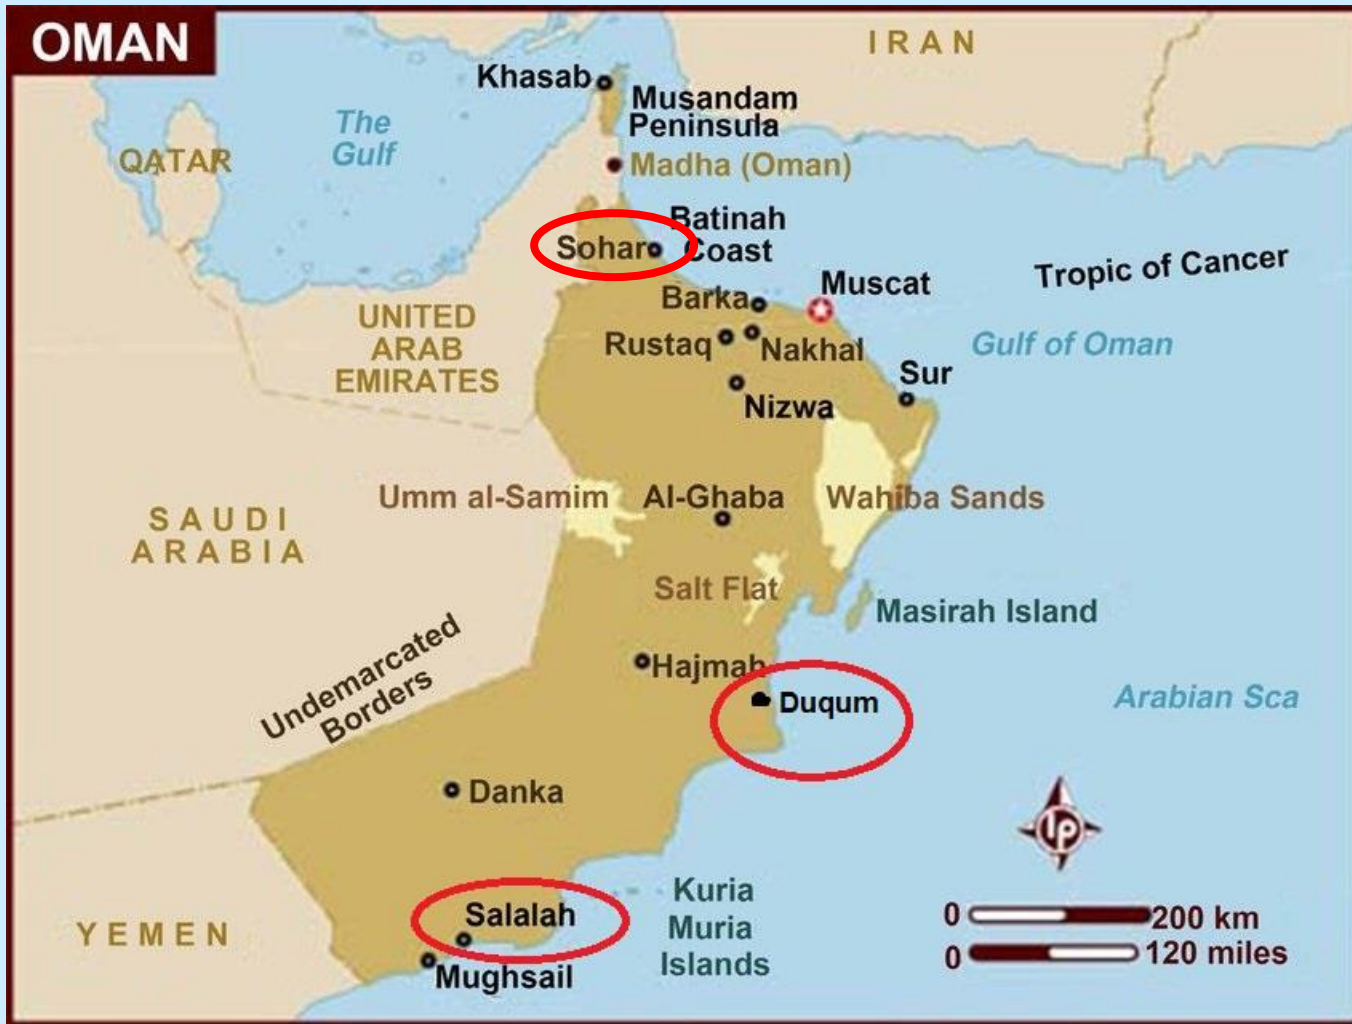 OMAN
IRAN
Khasab
Musandam
Peninsula
The
Gulf
QATAR
Madha (Oman)
Batinah
Coast
Sohar
Tropic of Cancer
Muscat
Barka
UNITED
ARAB
EMIRATES
Rustaq
Nakhal
Gulf of Oman
Sur
Nizwa
Umm al-Samim
Al-Ghaba
Wahiba Sands
SAUDI
ARABIA
Salt Flat
Masirah Island
Undemarcated
Borders
Hajmah
Duqum
Arabian Sca
Danka
LP
Kuria
Muria
Islands
Salalah
0
200 km
YEMEN
0
120 miles
Mughsail